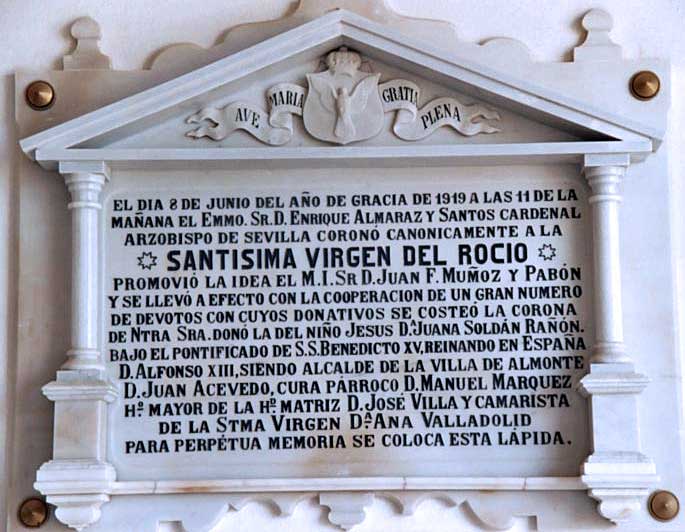 AVE MARIA GRATIA PLENA
EL DIA 8 DE JUNIO DEL AÑO DE GRACIA DE 1919 A LAS 11 DE LA
MAÑANA EL EMMO. SR. D. ENRIQUE ALMARAZ Y SANTOS CARDENAL
ARZOBISPO DE SEVILLA CORONO CANONICAMENTE A LA
SANTISIMA VIRGEN DEL ROCIO
PROMOVIÓ LA IDEA EL M.I. SR D. JUAN F. MUÑOZ Y PABÓN
Y SE LLEVÓ A EFECTO CON LA COOPERACION DE UN GRAN NUMERO
DE DEVOTOS CON CUYOS DONATIVOS SE COSTEÓ LA CORONA
DE NTRA SRA. DONÓ LA DEL NIÑO JESUS D.ª JUANA SOLDÁN RAÑÓN.
BAJO EL PONTIFICADO DE S.S. BENEDICTO XV, REINANDO EN ESPAÑA
D. ALFONSO XIII, SIENDO ALCALDE DE LA VILLA DE ALMONTE
D. JUAN ACEVEDO, CURA PÁRROCO D. MANUEL MARQUEZ
Hº MAYOR DE LA Hᴰ MATRIZ D. JOSÉ VILLA Y CAMARISTA
DE LA STMA VIRGEN D.ª ANA VALLADOLID
PARA PERPÉTUA MEMORIA SE COLOCA ESTA LÁPIDA.